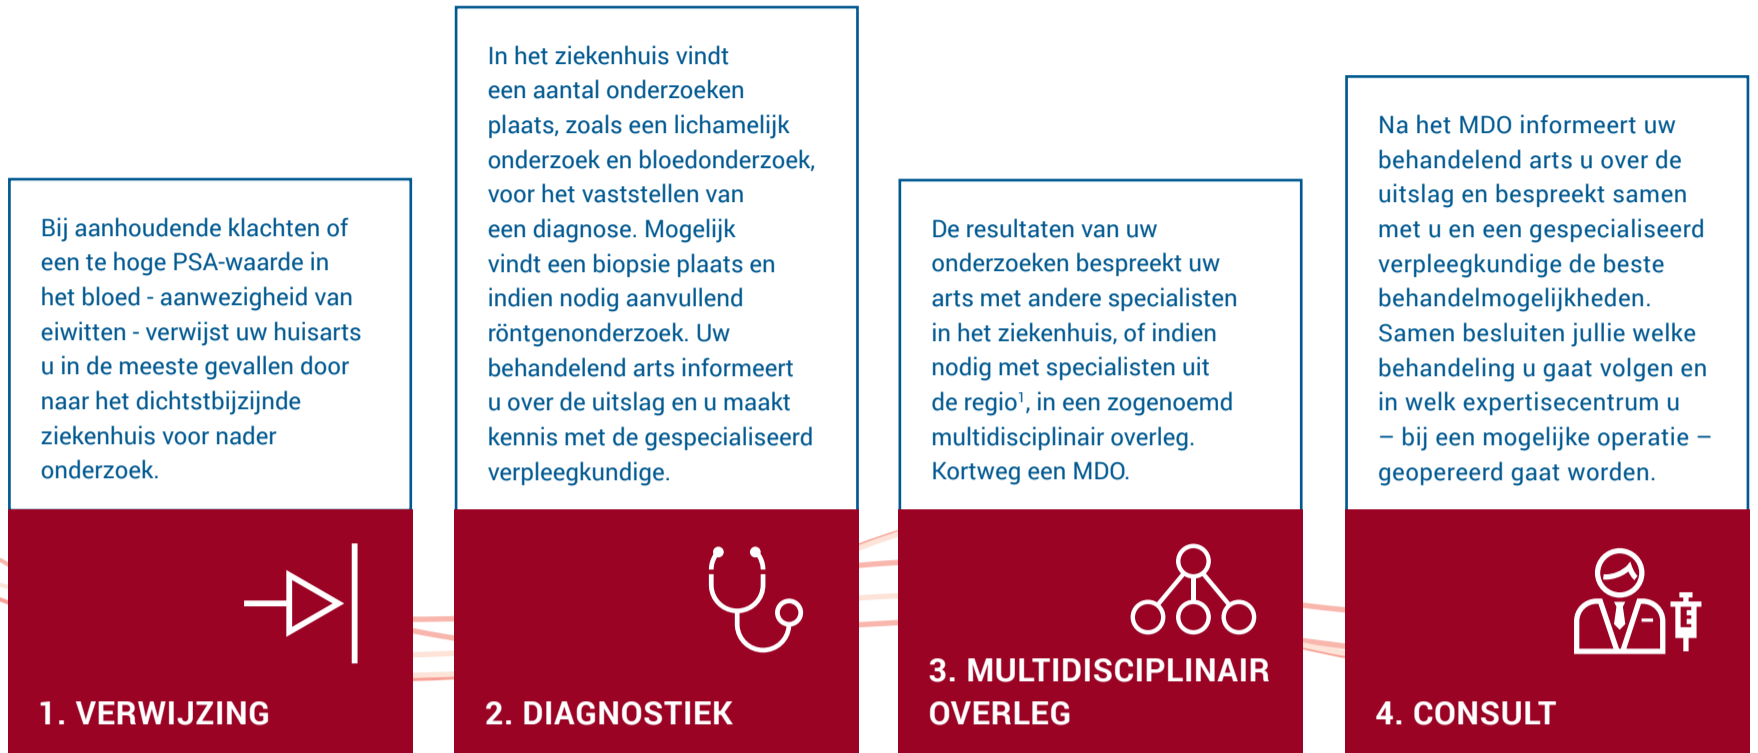 Bij aanhoudende klachten of
een te hoge PSA-waarde in
het bloed - aanwezigheid van
eiwitten - verwijst uw huisarts
u in de meeste gevallen door
naar het dichtstbijzijnde
ziekenhuis voor nader
onderzoek.
1. VERWIJZING
In het ziekenhuis vindt
een aantal onderzoeken
plaats, zoals een lichamelijk
onderzoek en bloedonderzoek,
voor het vaststellen van
een diagnose. Mogelijk
vindt een biopsie plaats en
indien nodig aanvullend
röntgenonderzoek. Uw
behandelend arts informeert
u over de uitslag en u maakt
kennis met de gespecialiseerd
verpleegkundige.
2. DIAGNOSTIEK
De resultaten van uw
onderzoeken bespreekt uw
arts met andere specialisten
in het ziekenhuis, of indien
nodig met specialisten uit
de regio¹, in een zogenoemd
multidisciplinair overleg.
Kortweg een MDO.
3. MULTIDISCIPLINAIR
OVERLEG
Na het MDO informeert uw
behandelend arts u over de
uitslag en bespreekt samen
met u en een gespecialiseerd
verpleegkundige de beste
behandelmogelijkheden.
Samen besluiten jullie welke
behandeling u gaat volgen en
in welk expertisecentrum u
– bij een mogelijke operatie –
geopereerd gaat worden.
4. CONSULT